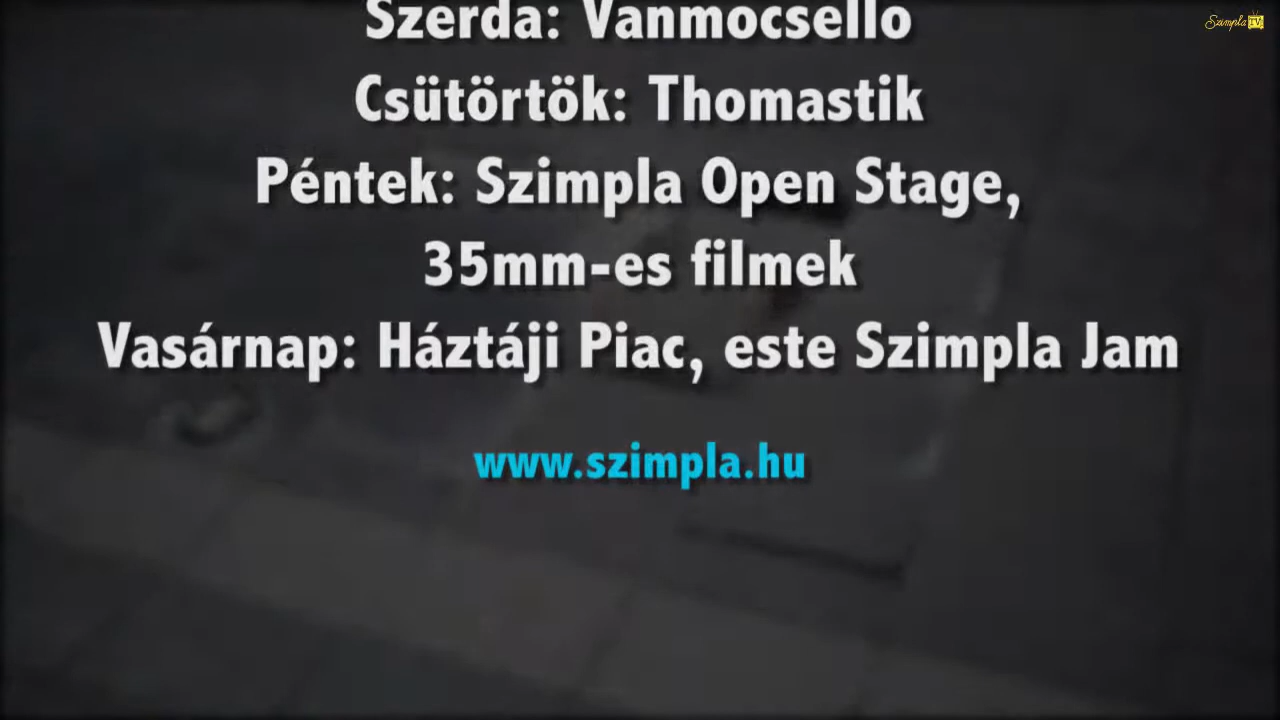 Szimpla TV
Szerda: Vanmocsello
Csütörtök: Thomastik
Péntek: Szimpla Open Stage,
35mm-es filmek
Vasárnap: Háztáji Piac, este Szimpla Jam
www.szimpla.hu